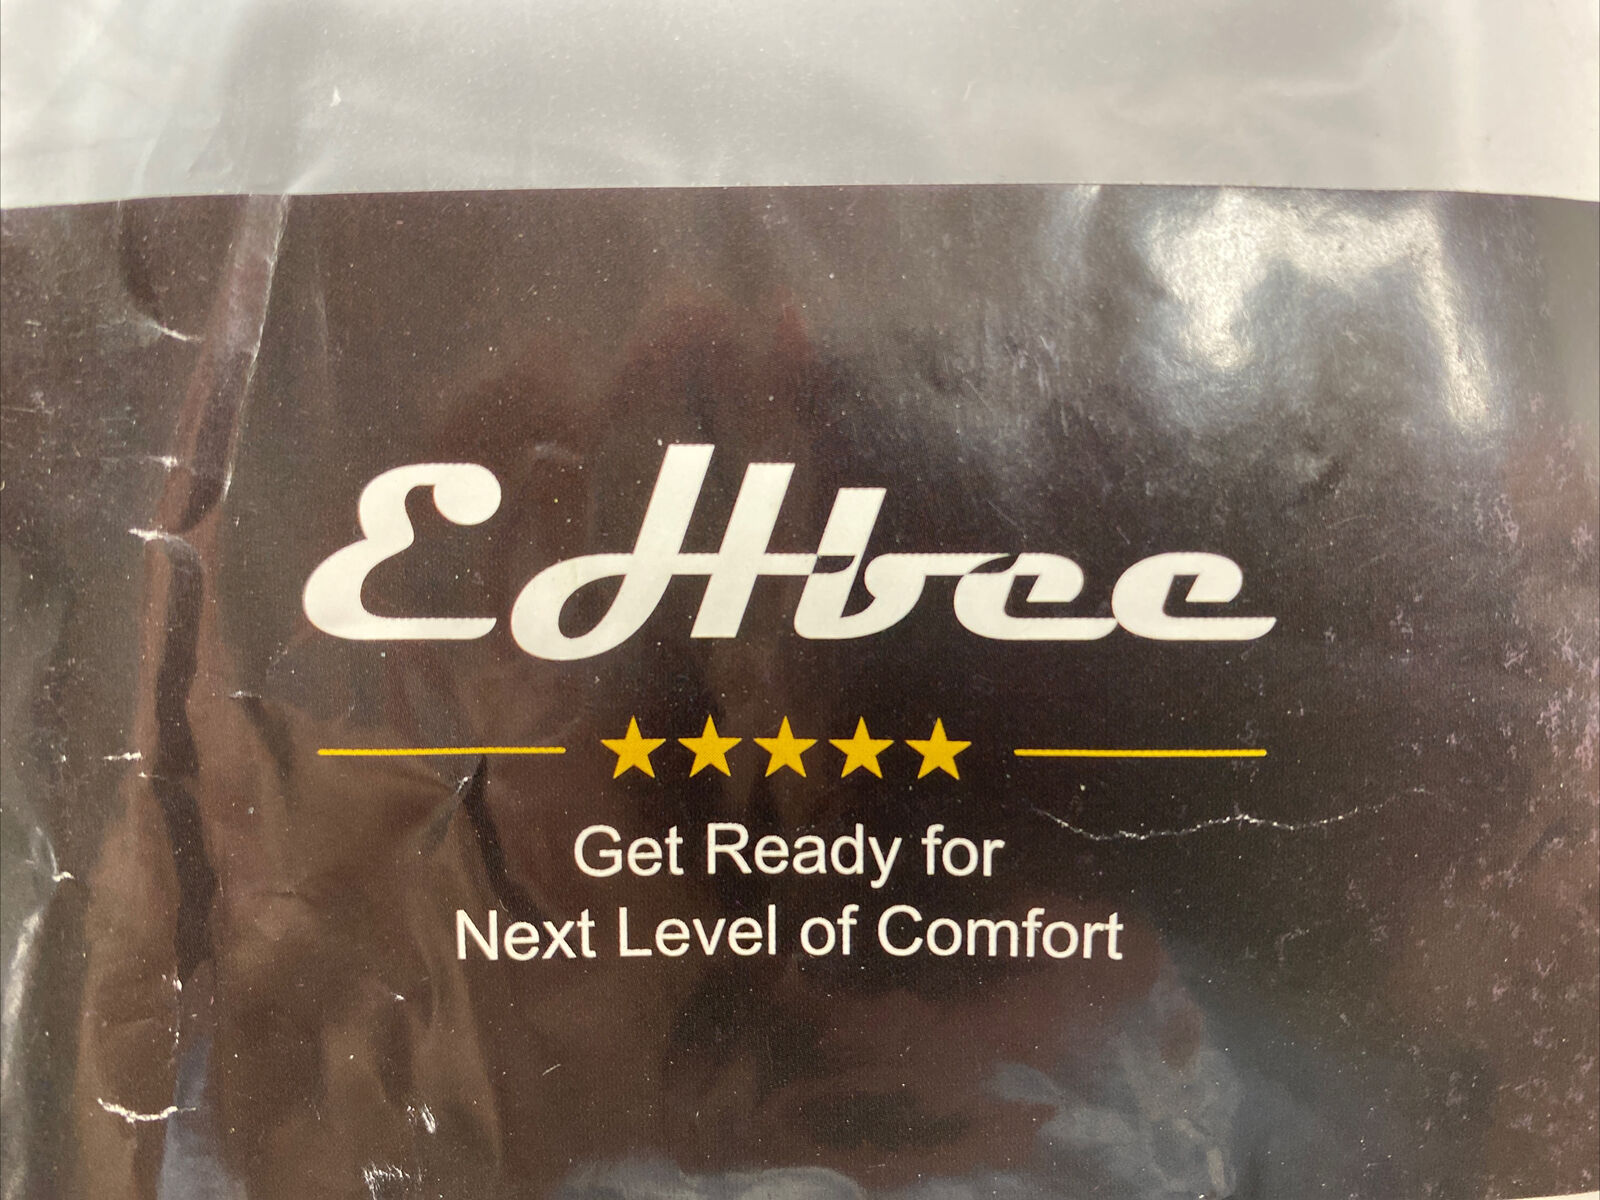 EHbee
Get Ready for
Next Level of Comfort